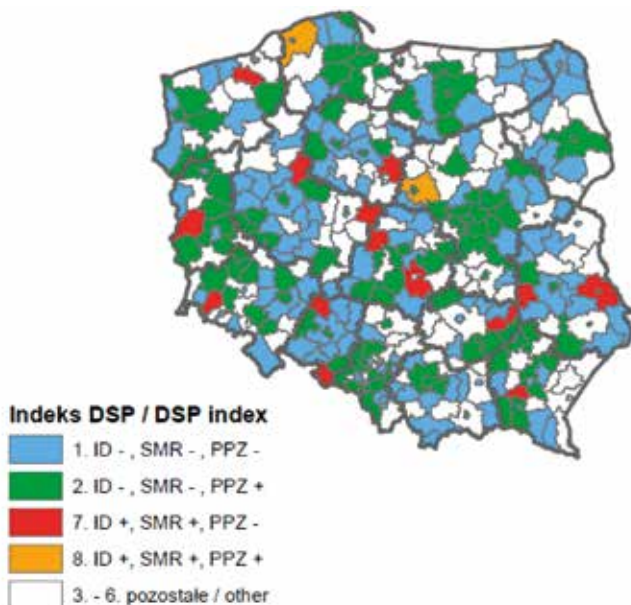 Indeks DSP / DSP index
1. ID - , SMR - , PPZ -
2. ID - , SMR - , PPZ +
7. ID +, SMR +, PPZ -
8. ID +, SMR +, PPZ +
3. - 6. pozostałe / other